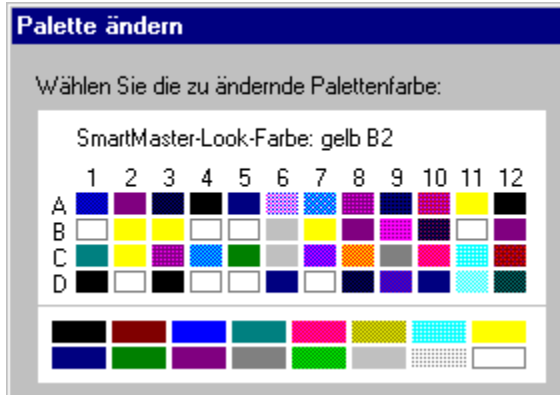 Palette ändern
Wählen Sie die zu ändernde Palettenfarbe:
SmartMaster-Look-Farbe: gelb B2
1 2 3 4 5 6 7 8 9 10 11 12
A
B
C
D